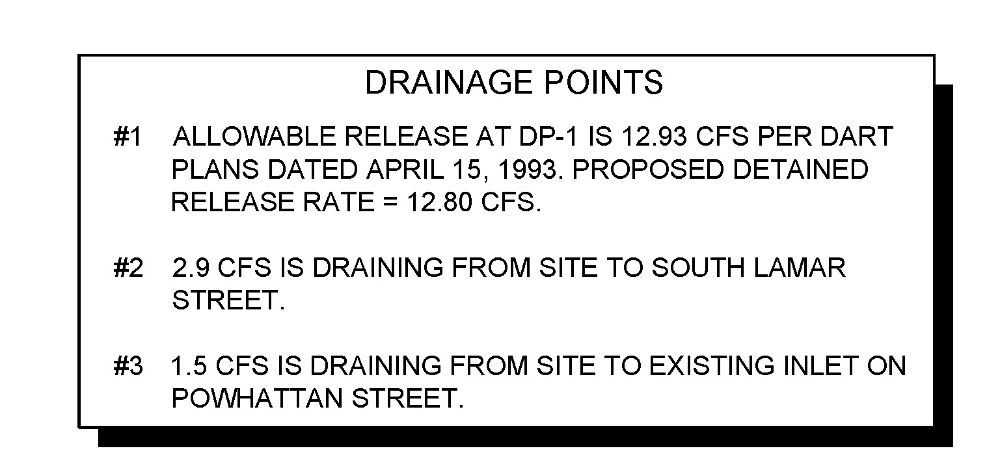 DRAINAGE POINTS
#1 ALLOWABLE RELEASE AT DP-1 IS 12.93 CFS PER DART
PLANS DATED APRIL 15, 1993. PROPOSED DETAINED
RELEASE RATE = 12.80 CFS.
#2 2.9 CFS IS DRAINING FROM SITE TO SOUTH LAMAR
STREET.
#3 1.5 CFS IS DRAINING FROM SITE TO EXISTING INLET ON
POWHATTAN STREET.